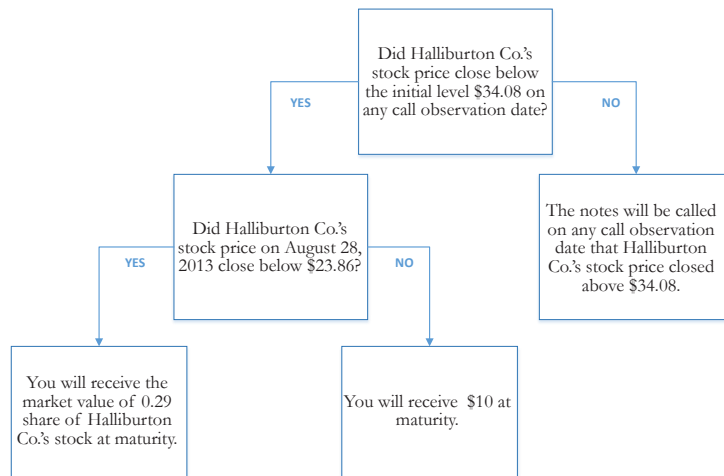 Did Halliburton Co.'s
stock price close below
the initial level $34.08 on
any call observation date?
YES
NO
Did Halliburton Co.'s
stock price on August 28,
2013 close below $23.86?
The notes will be called
on any call observation
date that Halliburton
Co.'s stock price closed
above $34.08.
YES
NO
You will receive the
market value of 0.29
share of Halliburton
Co.'s stock at maturity.
You will receive $10 at
maturity.